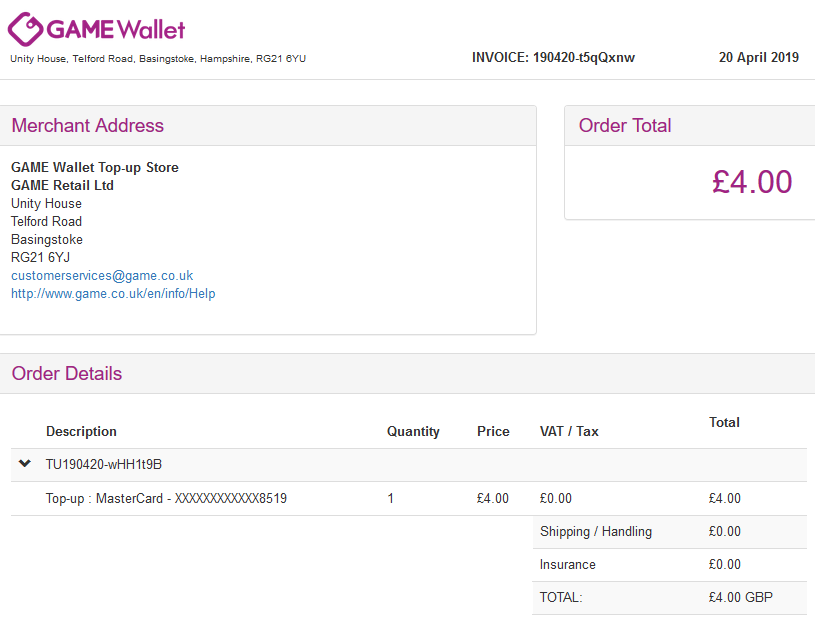 GAME Wallet
Unity House, Telford Road, Basingstoke, Hampshire, RG21 6YU
INVOICE: 190420-t5qQxnw
20 April 2019
Merchant Address
GAME Wallet Top-up Store
GAME Retail Ltd
Unity House
Telford Road
Basingstoke
RG21 6YJ
customerservices@game.co.uk
http://www.game.co.uk/en/info/Help
Order Total
£4.00
Order Details
Description Quantity Price VAT / Tax Total
TU190420-wHH1t9B
Top-up : MasterCard - XXXXXXXXXXXX8519 1 £4.00 £0.00 £4.00
Shipping / Handling £0.00
Insurance £0.00
TOTAL: £4.00 GBP